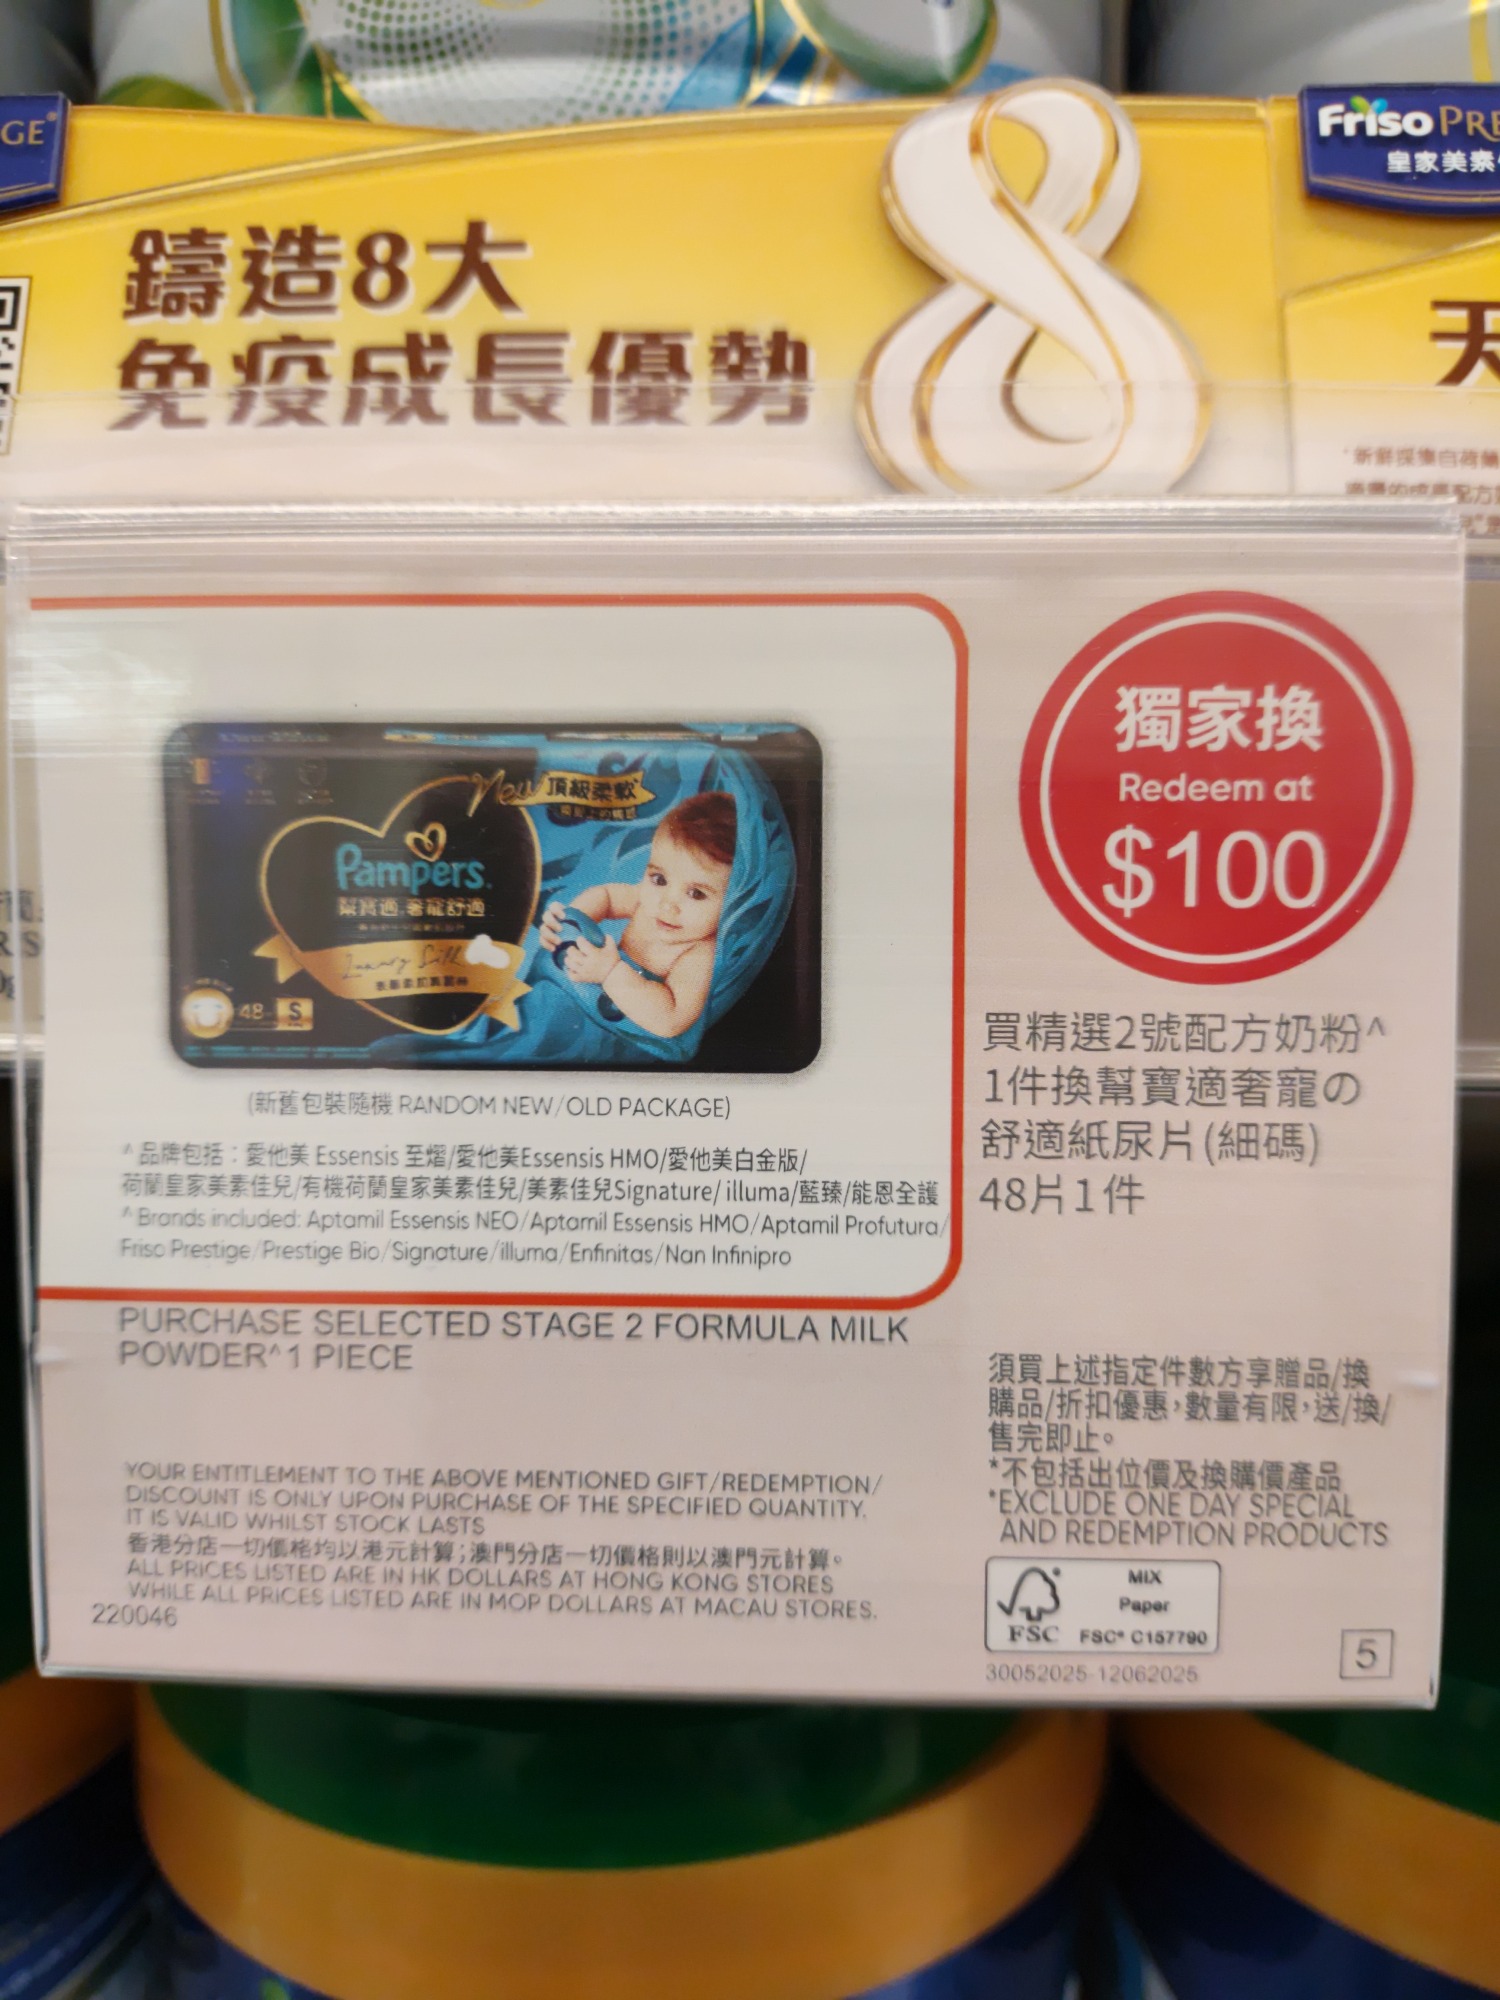 GE
Friso PRE
皇家美素
鑄造8大
免疫成長優勢
天
*新鮮採集自荷蘭
獨家換
Redeem at
$100
New 頂級柔軟
Pampers.
幫寶適 奢寵舒適
Luxury Silk
48 S
(新舊包裝隨機 RANDOM NEW/OLD PACKAGE)
^品牌包括：愛他美 Essensis 至熠/愛他美Essensis HMO/愛他美白金版/
荷蘭皇家美素佳兒/有機荷蘭皇家美素佳兒/美素佳兒Signature/ illuma/藍臻/能恩全護
^Brands included: Aptamil Essensis NEO/Aptamil Essensis HMO/Aptamil Profutura/
Friso Prestige/Prestige Bio/Signature/illuma/Enfinitas/Nan Infinipro
買精選2號配方奶粉^
1件換幫寶適奢寵の
舒適紙尿片(細碼)
48片1件
PURCHASE SELECTED STAGE 2 FORMULA MILK
POWDER^1 PIECE
須買上述指定件數方享贈品/換
購品/折扣優惠，數量有限，送/換/
售完即止。
*不包括出位價及換購價產品
*EXCLUDE ONE DAY SPECIAL
AND REDEMPTION PRODUCTS
YOUR ENTITLEMENT TO THE ABOVE MENTIONED GIFT/REDEMPTION/
DISCOUNT IS ONLY UPON PURCHASE OF THE SPECIFIED QUANTITY.
IT IS VALID WHILST STOCK LASTS
香港分店一切價格均以港元計算；澳門分店一切價格則以澳門元計算。
ALL PRICES LISTED ARE IN HK DOLLARS AT HONG KONG STORES
WHILE ALL PRICES LISTED ARE IN MOP DOLLARS AT MACAU STORES.
220046
MIX
Paper
FSC FSC® C157790
30052025-12062025
5